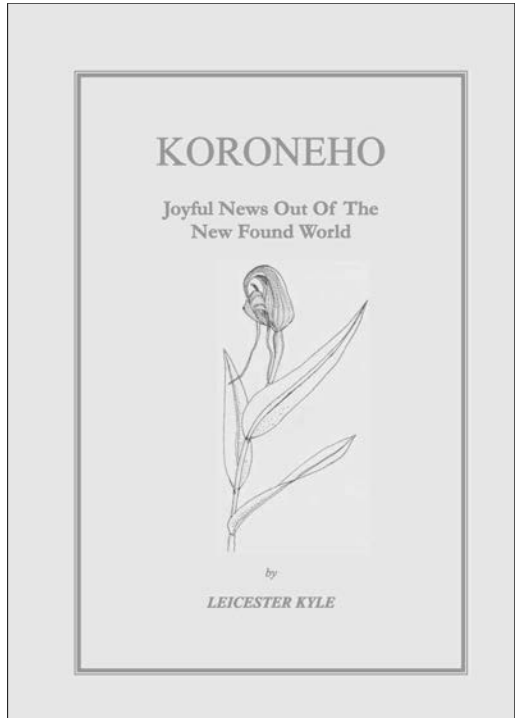 KORONEHO
Joyful News Out Of The
New Found World
by
LEICESTER KYLE